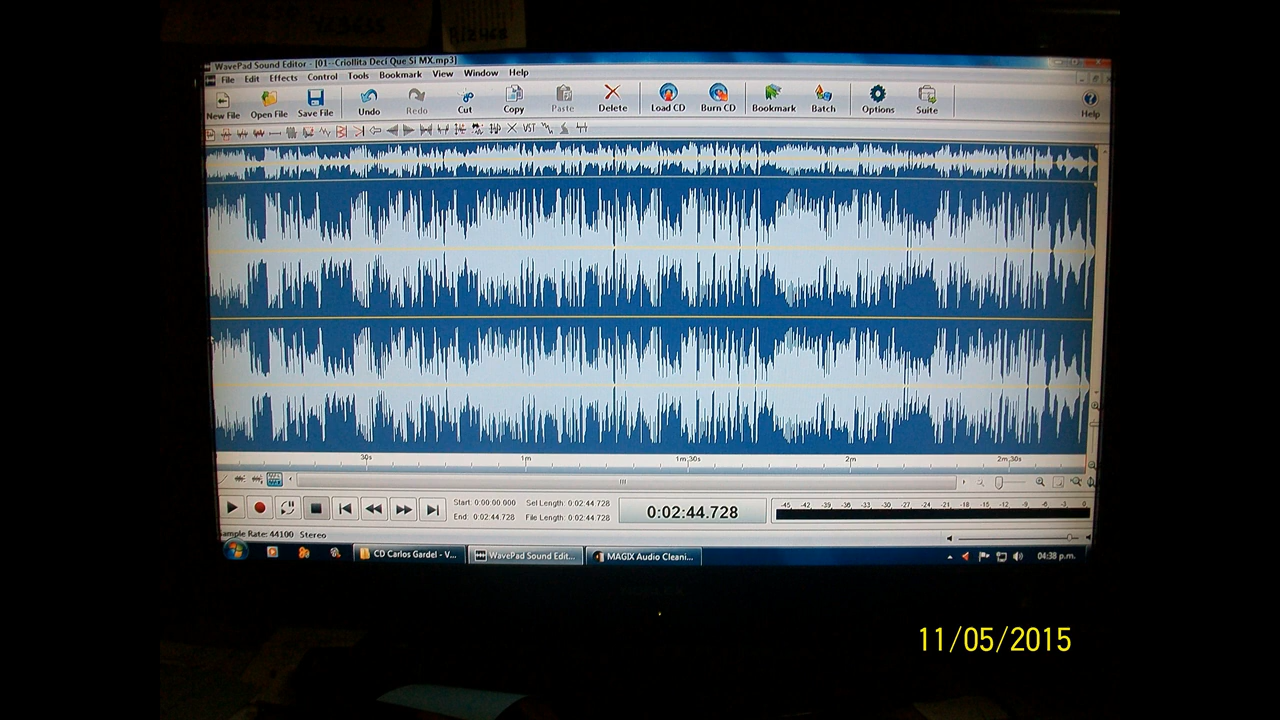 WavePad Sound Editor - [01--Criollita Deci Que Si MX.mp3]
File Edit Effects Control Tools Bookmark View Window Help
New File Open File Save File Undo Redo Cut Copy Paste Delete Load CD Burn CD Bookmark Batch Options Suite Help
VST
30s 1m 1m;30s 2m 2m;30s
Start: 0:00:00.000 Sel Length: 0:02:44.728
End: 0:02:44.728 File Length: 0:02:44.728
0:02:44.728
-45 -42 -39 -36 -33 -30 -27 -24 -21 -18 -15 -12 -9 -6 -3 0
ample Rate: 44100 Stereo
CD Carlos Gardel - V... WavePad Sound Edit... MAGIX Audio Cleani... 04:38 p.m.
11/05/2015